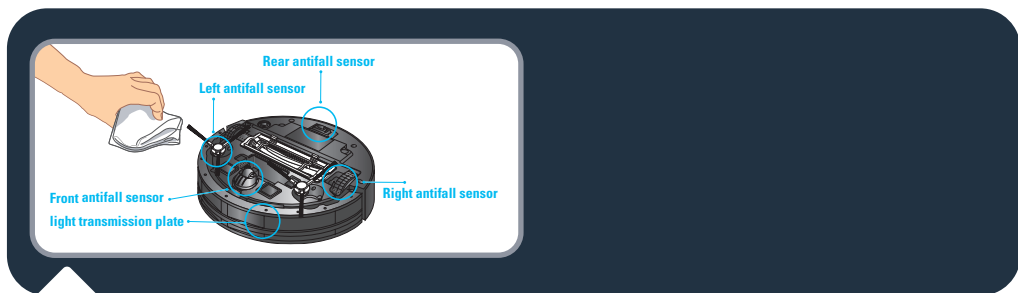 Rear antifall sensor
Left antifall sensor
Front antifall sensor
Right antifall sensor
light transmission plate